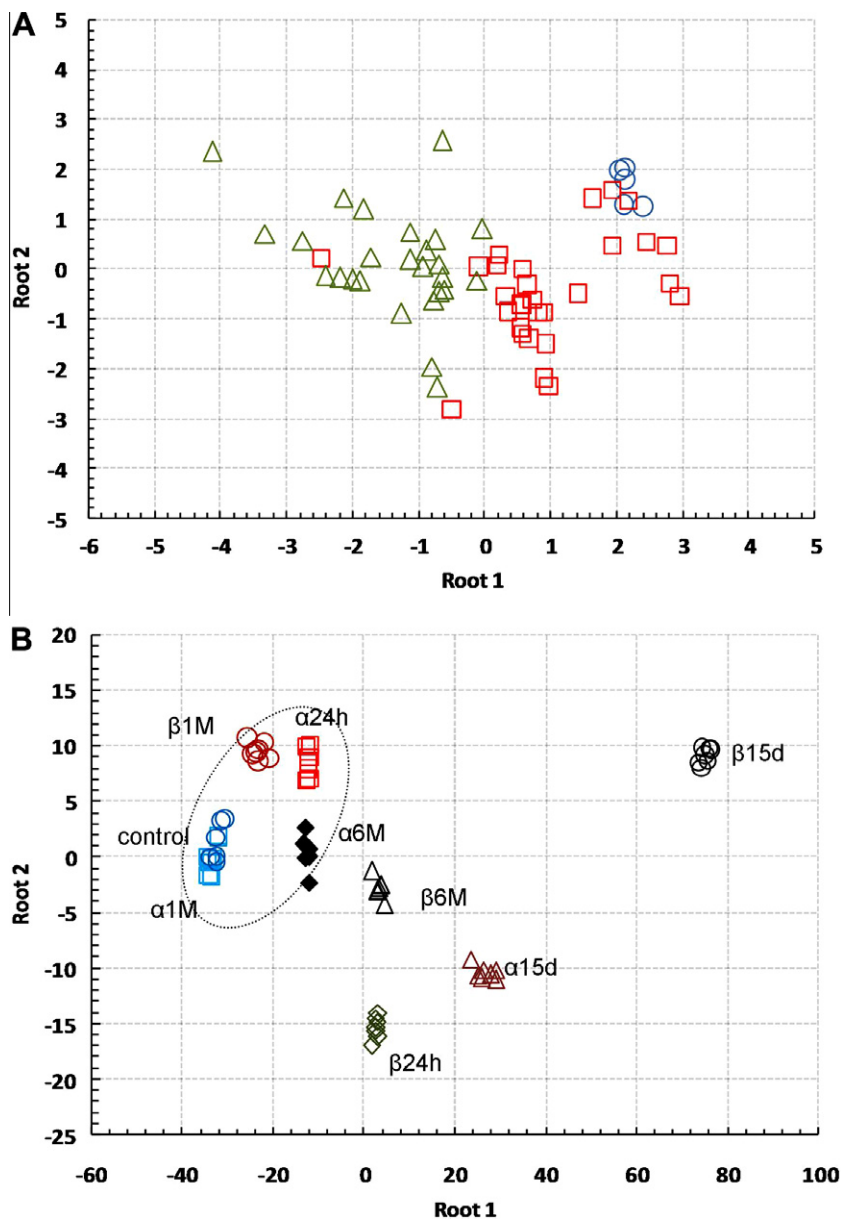 A
5
4
3
2
1
0
-1
-2
-3
-4
-5
Root 2
-6 -5 -4 -3 -2 -1 0 1 2 3 4 5
Root 1
B
20
15
10
5
0
-5
-10
-15
-20
-25
Root 2
β1M
α24h
β15d
control
α6M
α1M
β6M
α15d
β24h
-60 -40 -20 0 20 40 60 80 100
Root 1